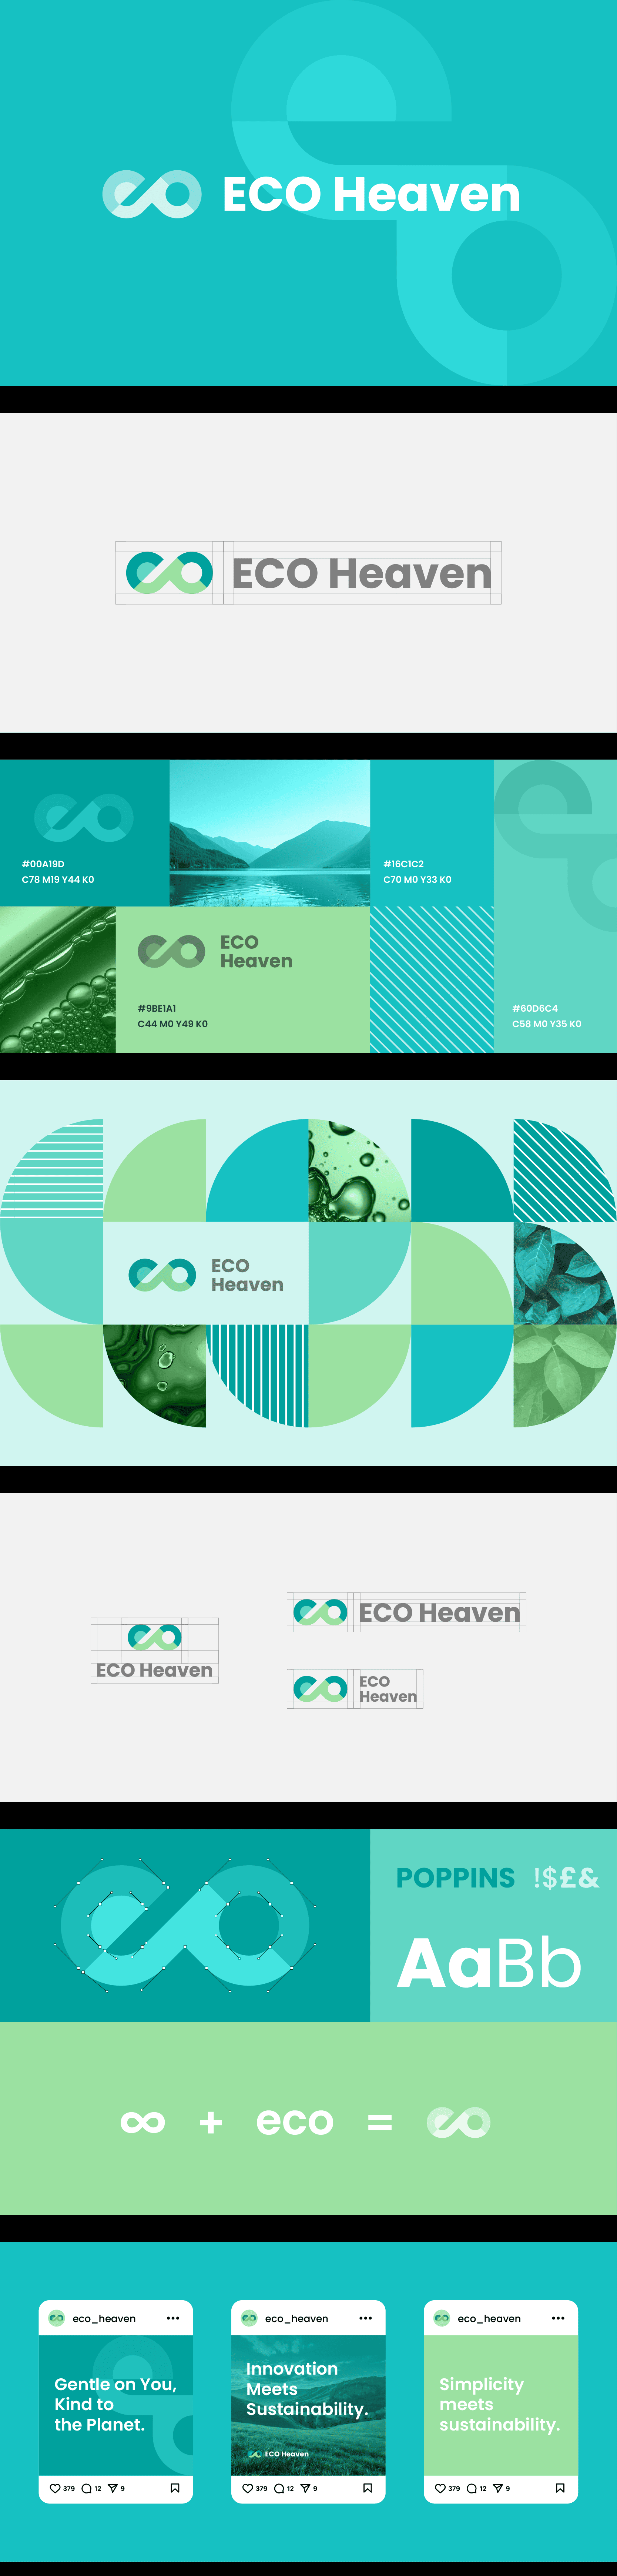 ECO Heaven
ECO Heaven
#00A19D
C78 M19 Y44 K0
#16C1C2
C70 M0 Y33 K0
ECO
Heaven
#9BE1A1
C44 M0 Y49 K0
#60D6C4
C58 M0 Y35 K0
ECO
Heaven
ECO Heaven
ECO Heaven
ECO
Heaven
POPPINS !$££&
AaBb
∞ + eco =
eco_heaven
Gentle on You,
Kind to
the Planet.
379 12 9
eco_heaven
Innovation
Meets
Sustainability.
ECO Heaven
379 12 9
eco_heaven
Simplicity
meets
sustainability.
379 12 9